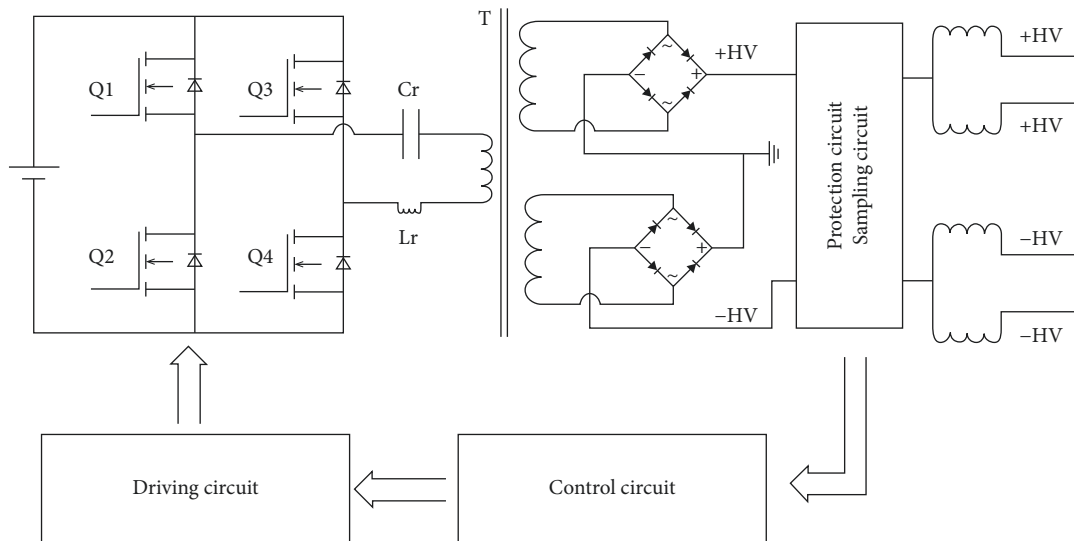 T
Q1
Q3
Cr
Q2
Q4
Lr
~
−
+
~
+HV
~
−
+
~
−HV
Protection circuit
Sampling circuit
+HV
+HV
−HV
−HV
Driving circuit
Control circuit